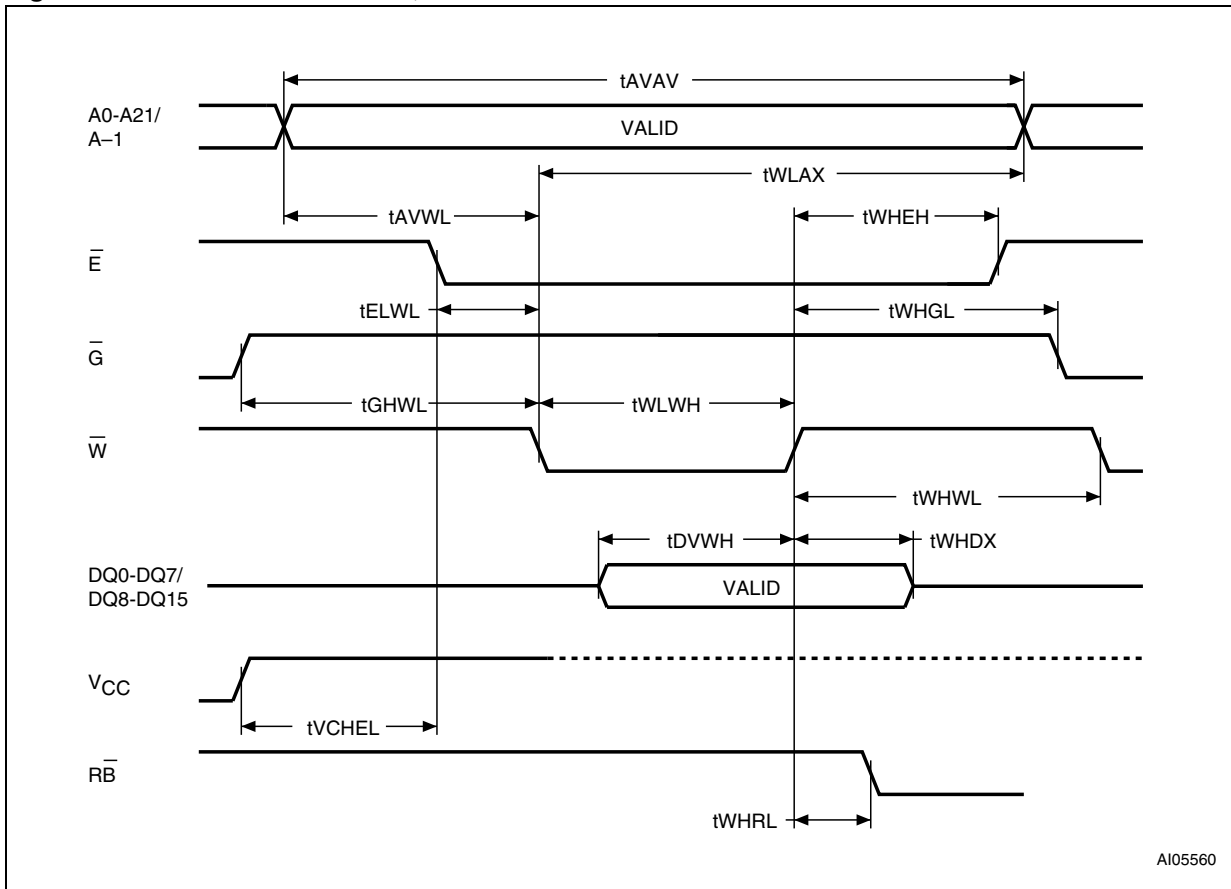 tAVAV
A0-A21/
A–1
VALID
tWLAX
tAVWL
tWHEH
E̅
tELWL
tWHGL
G̅
tGHWL
tWLWH
W̅
tWHWL
tDVWH
tWHDX
DQ0-DQ7/
DQ8-DQ15
VALID
VCC
tVCHEL
RB̅
tWHRL
AI05560